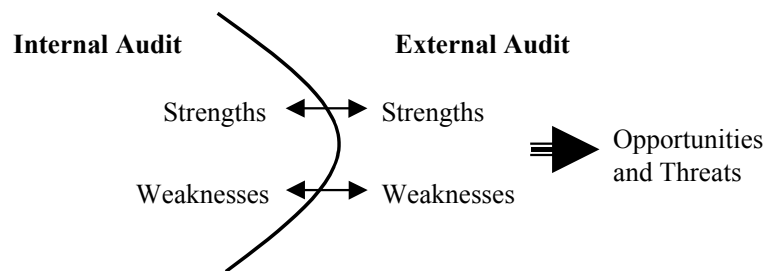 Internal Audit
External Audit
Strengths
Strengths
Opportunities
and Threats
Weaknesses
Weaknesses